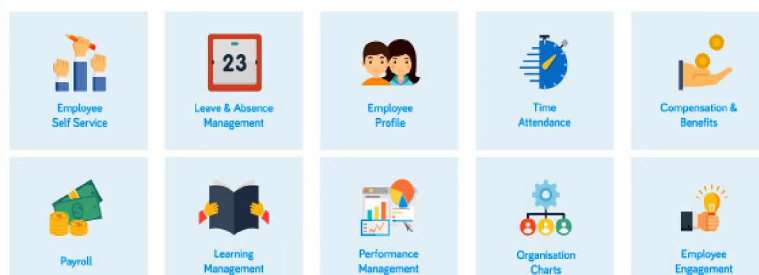 23
Employee
Self Service
Leave & Absence
Management
Employee
Profile
Time
Attendance
Compensation &
Benefits
Payroll
Learning
Management
Performance
Management
Organisation
Charts
Employee
Engagement